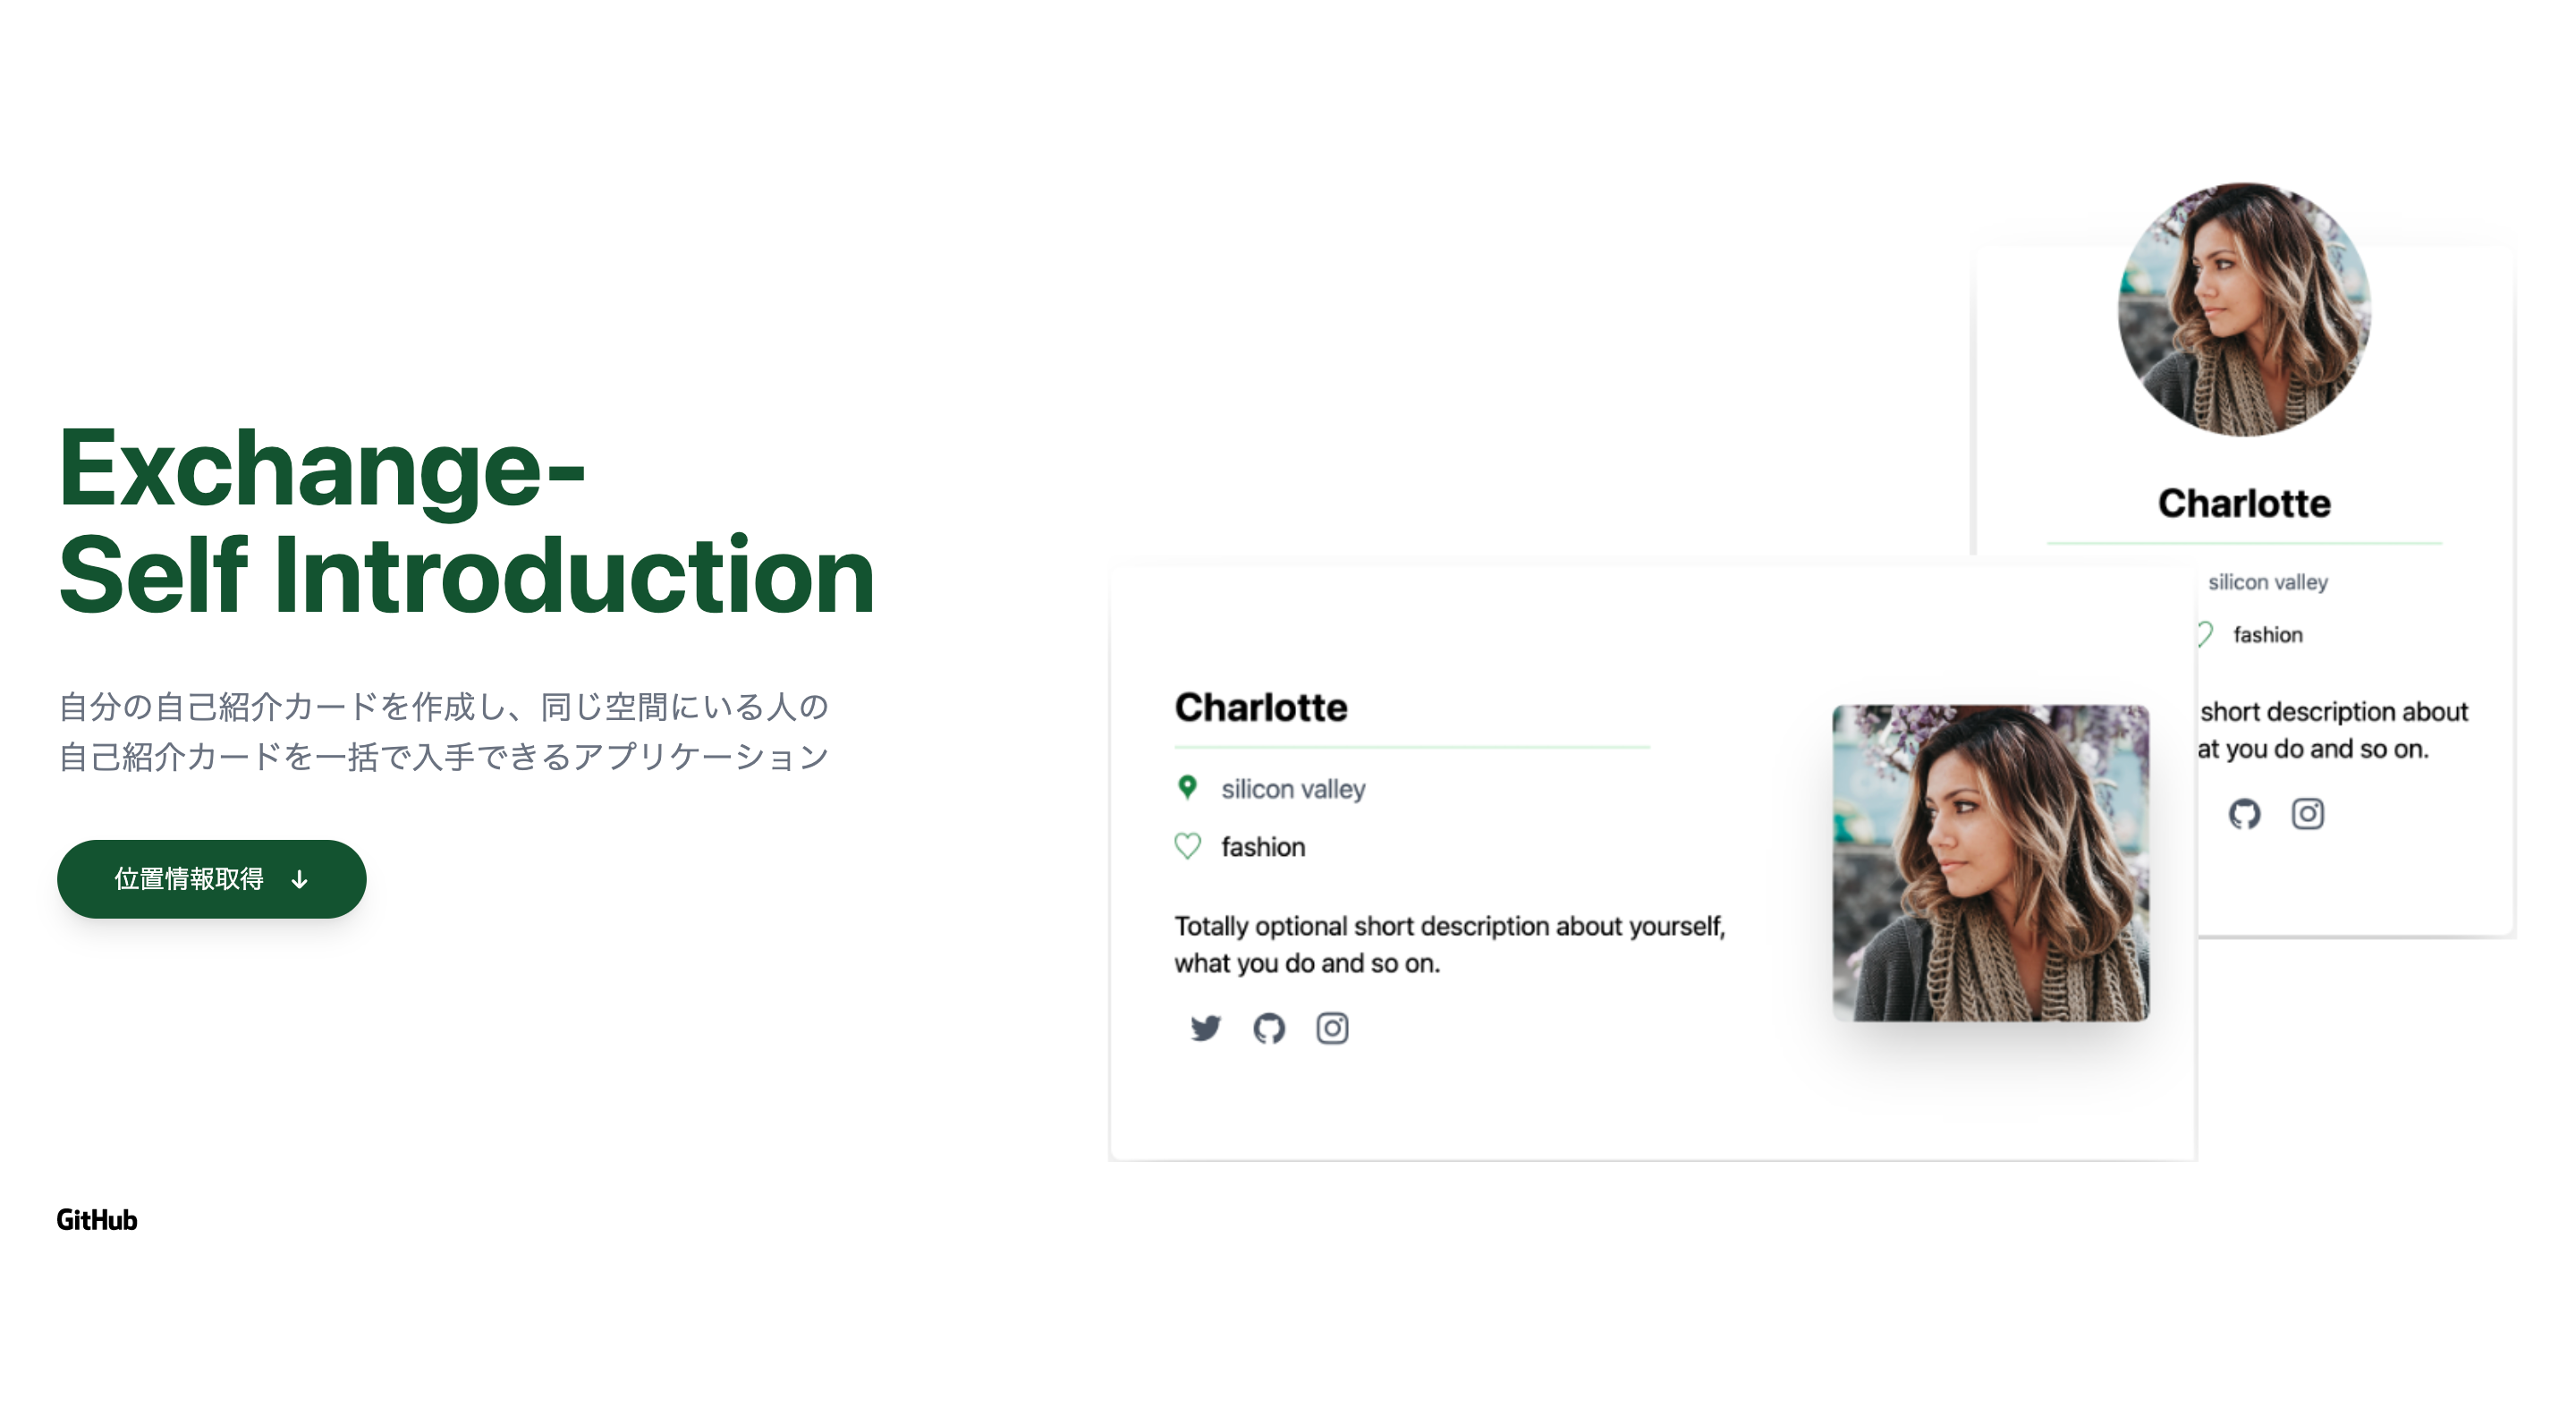 Exchange-
Self Introduction
自分の自己紹介カードを作成し、同じ空間にいる人の
自己紹介カードを一括で入手できるアプリケーション
位置情報取得
GitHub
Charlotte
silicon valley
fashion
Totally optional short description about yourself,
what you do and so on.
Charlotte
silicon valley
fashion
short description about
at you do and so on.